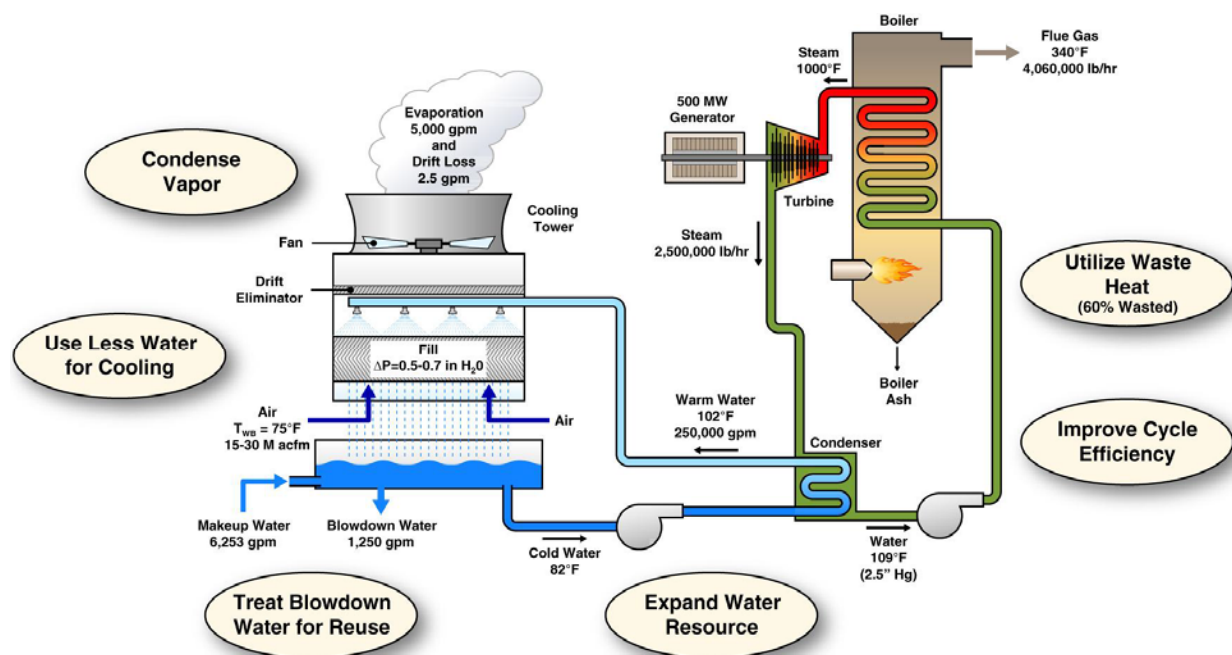 Boiler
Steam
1000°F
Flue Gas
340°F
4,060,000 lb/hr
500 MW
Generator
Turbine
Evaporation
5,000 gpm
and
Drift Loss
2.5 gpm
Condense
Vapor
Cooling
Tower
Fan
Steam
2,500,000 lb/hr
Drift
Eliminator
Utilize Waste
Heat
(60% Wasted)
Use Less Water
for Cooling
Fill
ΔP=0.5-0.7 in H₂0
Boiler
Ash
Air
T_WB = 75°F
15-30 M acfm
Air
Warm Water
102°F
250,000 gpm
Condenser
Improve Cycle
Efficiency
Makeup Water
6,253 gpm
Blowdown Water
1,250 gpm
Cold Water
82°F
Water
109°F
(2.5” Hg)
Treat Blowdown
Water for Reuse
Expand Water
Resource